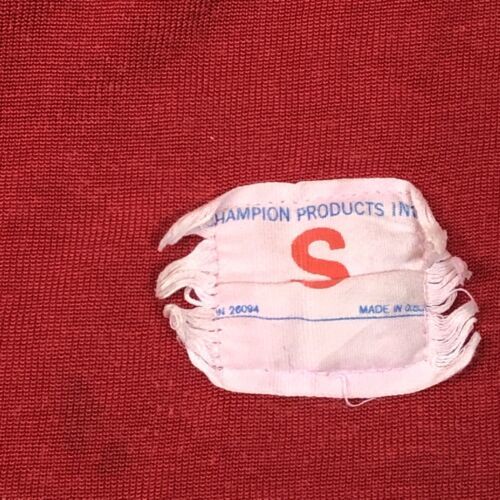 HAMPION PRODUCTS IN
S
N 26094
MADE IN U.S.